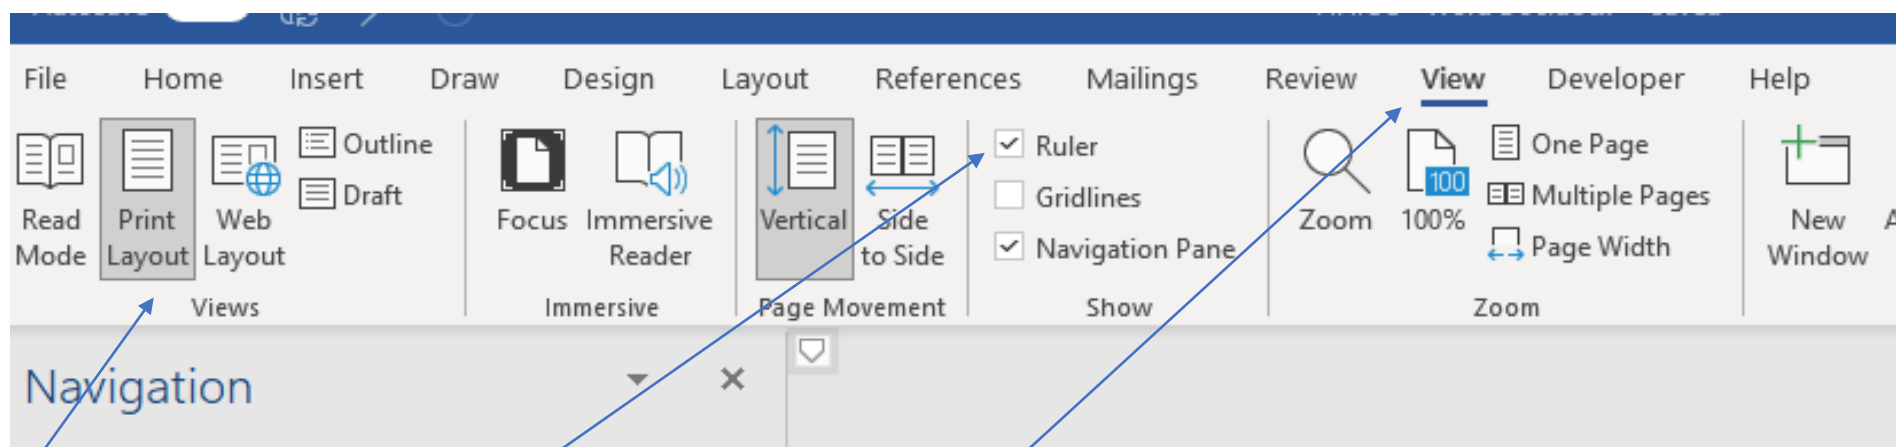 File Home Insert Draw Design Layout References Mailings Review View Developer Help
Read Mode
Print Layout
Web Layout
Outline
Draft
Views
Focus
Immersive Reader
Immersive
Vertical
Side to Side
Page Movement
Ruler
Gridlines
Navigation Pane
Show
Zoom
100
100%
One Page
Multiple Pages
Page Width
Zoom
New Window
Navigation